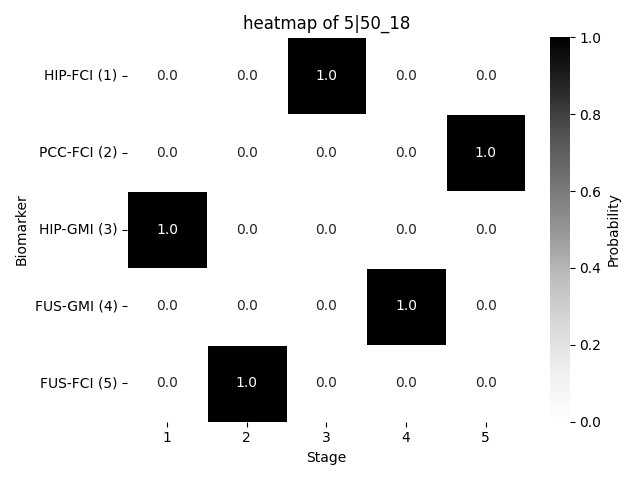 heatmap of 5|50_18
HIP-FCI (1) 0.0 0.0 1.0 0.0 0.0
PCC-FCI (2) 0.0 0.0 0.0 0.0 1.0
HIP-GMI (3) 1.0 0.0 0.0 0.0 0.0
FUS-GMI (4) 0.0 0.0 0.0 1.0 0.0
FUS-FCI (5) 0.0 1.0 0.0 0.0 0.0
1 2 3 4 5
Stage
Biomarker
1.0
0.8
0.6
0.4
0.2
0.0
Probability